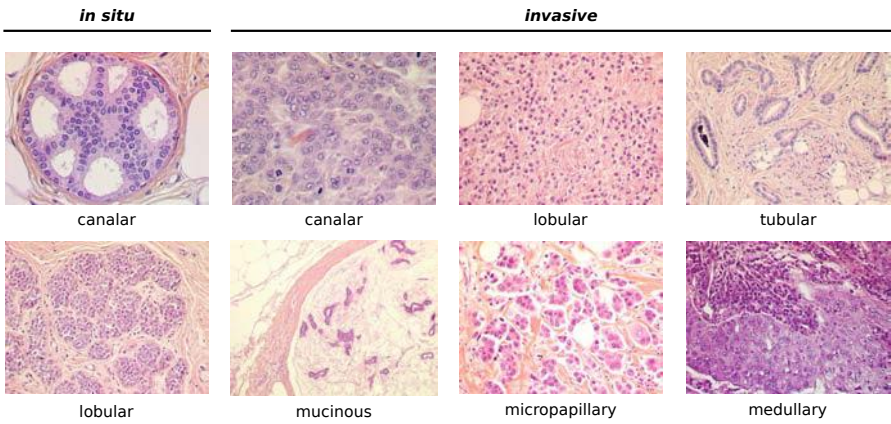 in situ
invasive
canalar
canalar
lobular
tubular
lobular
mucinous
micropapillary
medullary